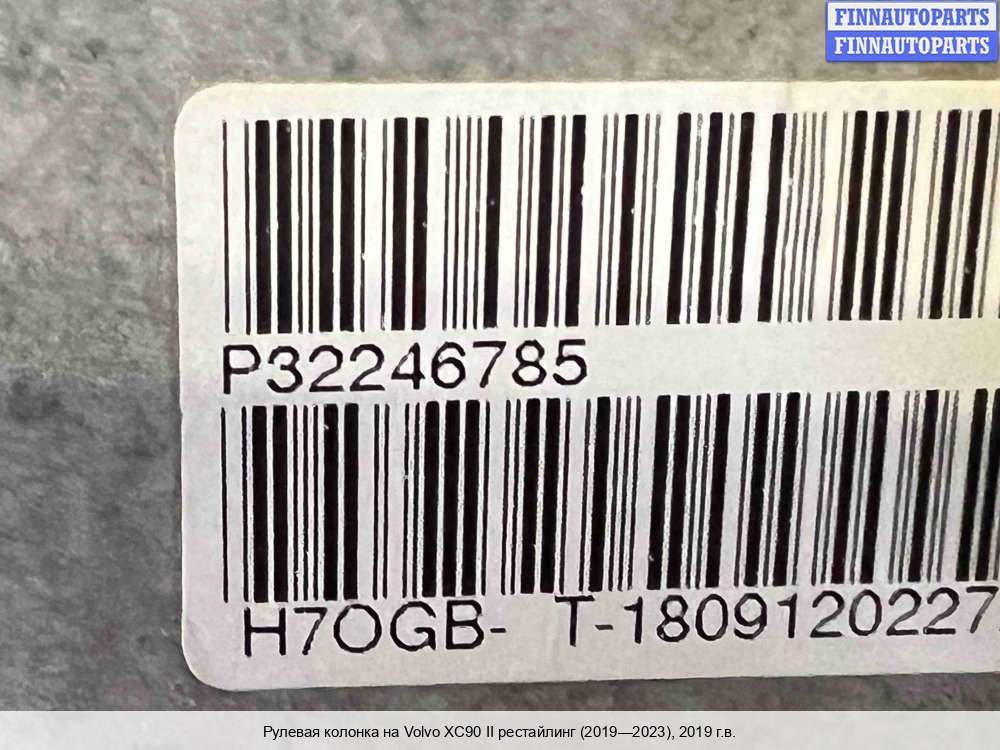 FINNAUTOPARTS
FINNAUTOPARTS
P32246785
H7OGB- T-1809120227
Рулевая колонка на Volvo XC90 II рестайлинг (2019—2023), 2019 г.в.